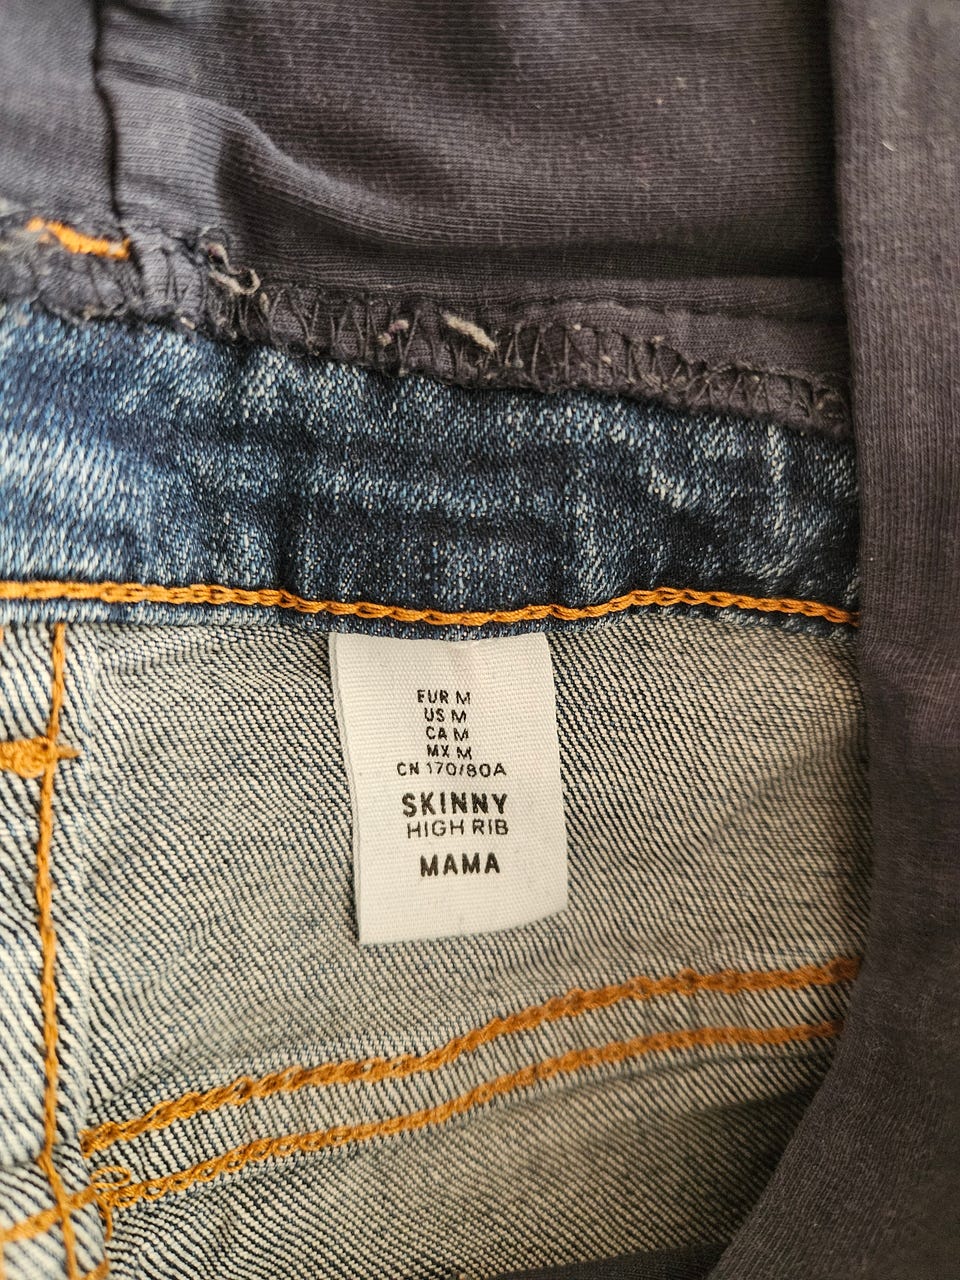 EUR M
US M
CA M
MX M
CN 170/80A
SKINNY
HIGH RIB
MAMA